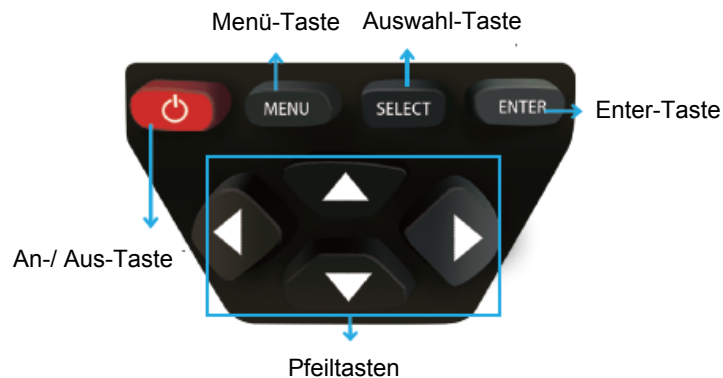 Menü-Taste Auswahl-Taste
MENU SELECT ENTER
Enter-Taste
An-/ Aus-Taste
Pfeiltasten